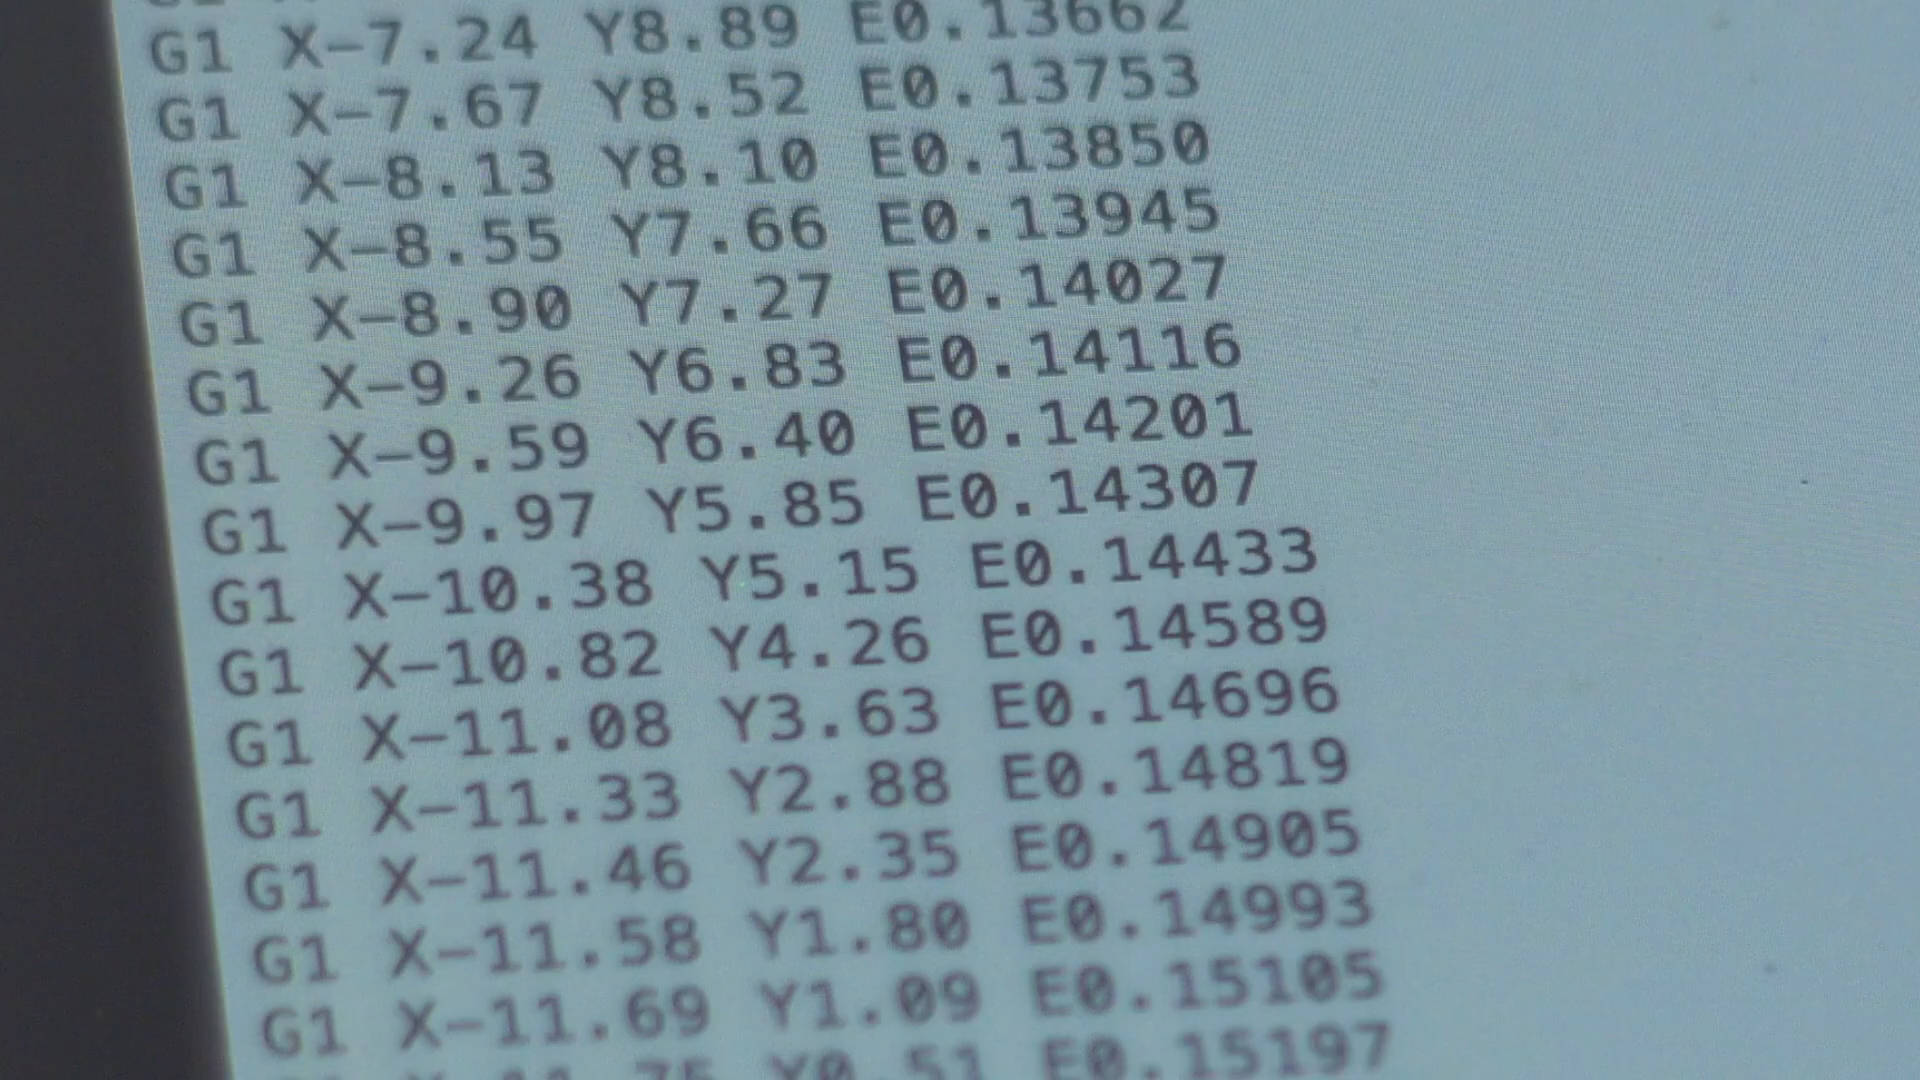 G1 X-7.24 Y8.89 E0.13662
G1 X-7.67 Y8.52 E0.13753
G1 X-8.13 Y8.10 E0.13850
G1 X-8.55 Y7.66 E0.13945
G1 X-8.90 Y7.27 E0.14027
G1 X-9.26 Y6.83 E0.14116
G1 X-9.59 Y6.40 E0.14201
G1 X-9.97 Y5.85 E0.14307
G1 X-10.38 Y5.15 E0.14433
G1 X-10.82 Y4.26 E0.14589
G1 X-11.08 Y3.63 E0.14696
G1 X-11.33 Y2.88 E0.14819
G1 X-11.46 Y2.35 E0.14905
G1 X-11.58 Y1.80 E0.14993
G1 X-11.69 Y1.09 E0.15105
Y0.51 E0.15197